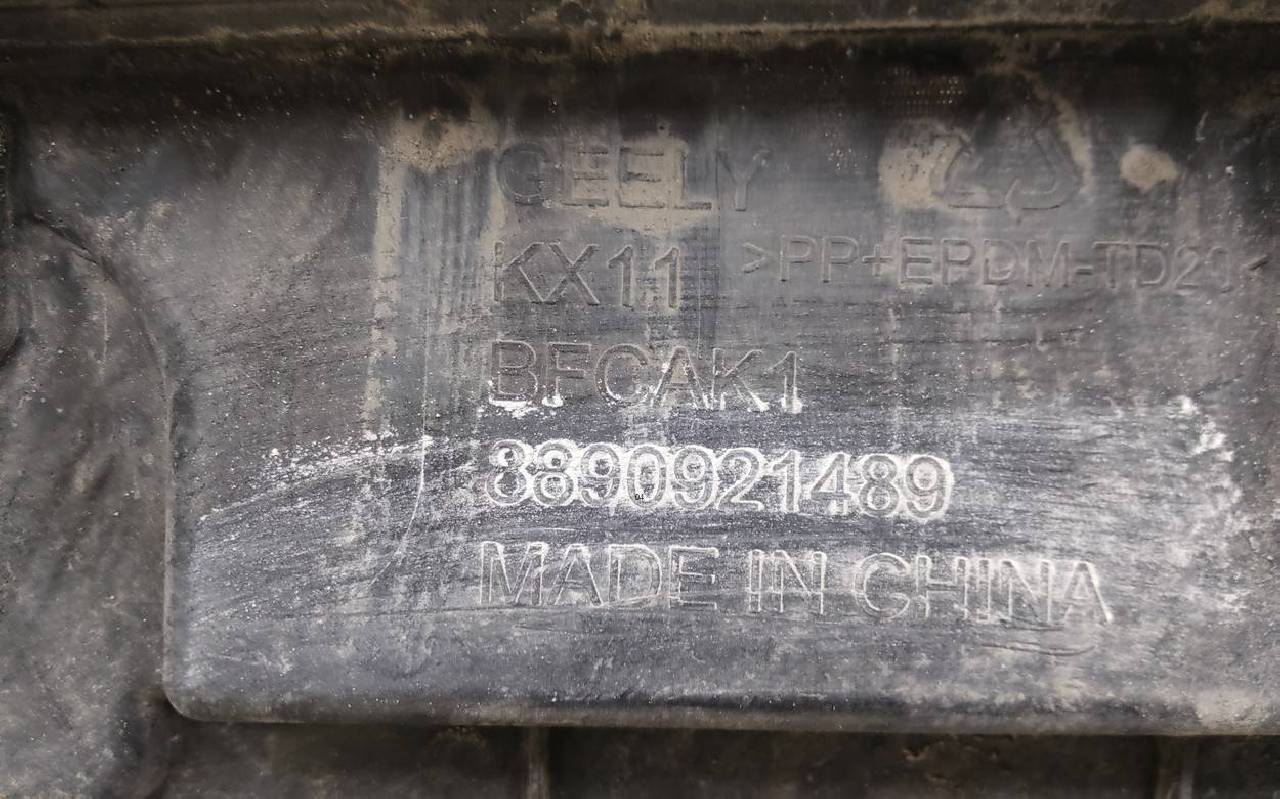 GEELY
KX11 >PP+EPDM-TD20<
BFCAK1
8890921489
MADE IN CHINA